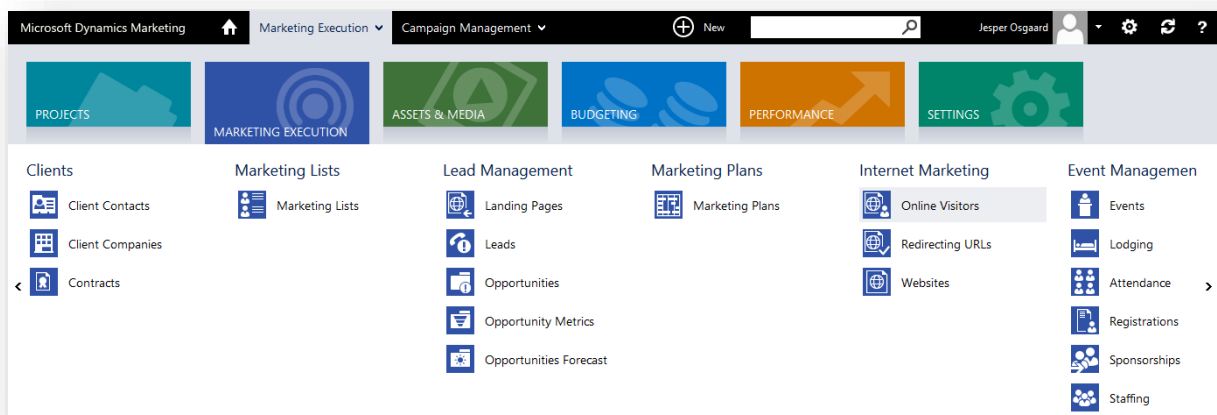 Microsoft Dynamics Marketing Marketing Execution Campaign Management New Jesper Osgaard ?
PROJECTS
MARKETING EXECUTION
ASSETS & MEDIA
BUDGETING
PERFORMANCE
SETTINGS
Clients
Client Contacts
Client Companies
Contracts
Marketing Lists
Marketing Lists
Lead Management
Landing Pages
Leads
Opportunities
Opportunity Metrics
Opportunities Forecast
Marketing Plans
Marketing Plans
Internet Marketing
Online Visitors
Redirecting URLs
Websites
Event Managemen
Events
Lodging
Attendance
Registrations
Sponsorships
Staffing